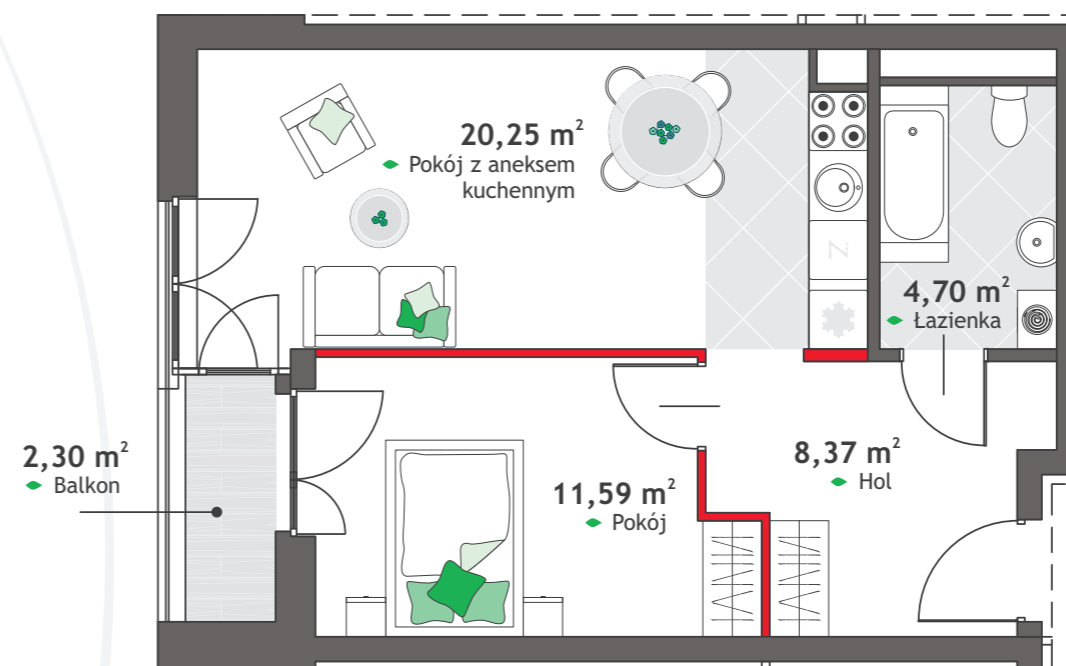 20,25 m²
Pokój z aneksem
kuchennym
Z
4,70 m²
Łazienka
2,30 m²
Balkon
8,37 m²
Hol
11,59 m²
Pokój